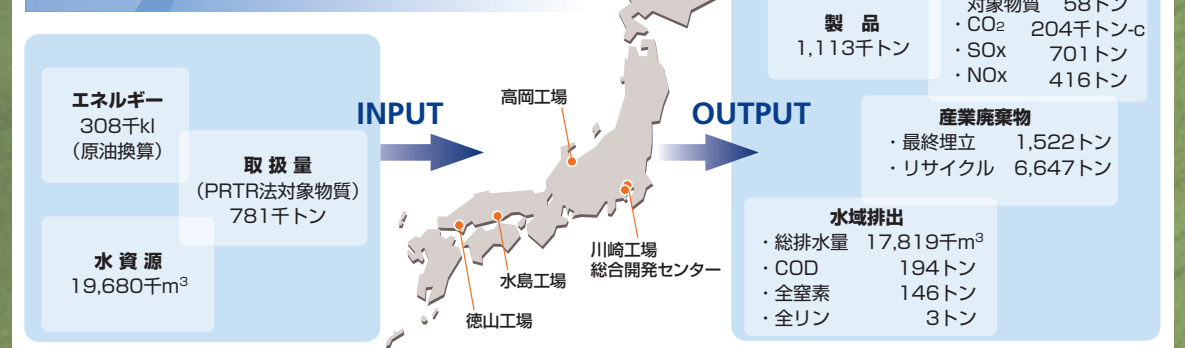 対象物質 58トン
・CO2 204千トン-c
・SOx 701トン
・NOx 416トン
製 品
1,113千トン
エネルギー
308千kl
（原油換算）
取 扱 量
（PRTR法対象物質）
781千トン
水 資 源
19,680千m3
INPUT
OUTPUT
高岡工場
川崎工場
総合開発センター
水島工場
徳山工場
産業廃棄物
・最終埋立 1,522トン
・リサイクル 6,647トン
水域排出
・総排水量 17,819千m3
・COD 194トン
・全窒素 146トン
・全リン 3トン